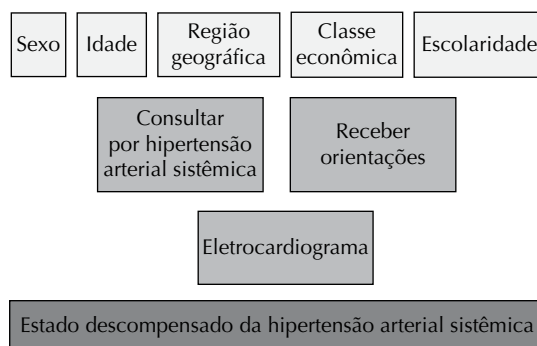 Sexo
Idade
Região
geográfica
Classe
econômica
Escolaridade
Consultar
por hipertensão
arterial sistêmica
Receber
orientações
Eletrocardiograma
Estado descompensado da hipertensão arterial sistêmica